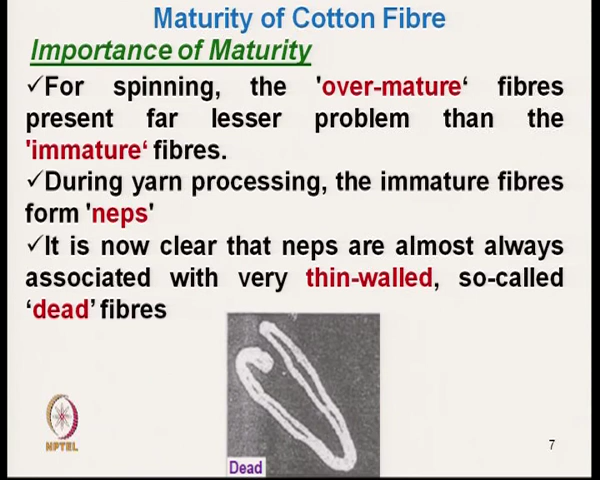 Maturity of Cotton Fibre
Importance of Maturity
✓For spinning, the 'over-mature‘ fibres
present far lesser problem than the
'immature‘ fibres.
✓During yarn processing, the immature fibres
form 'neps'
✓It is now clear that neps are almost always
associated with very thin-walled, so-called
‘dead’ fibres
Dead
NPTEL
7